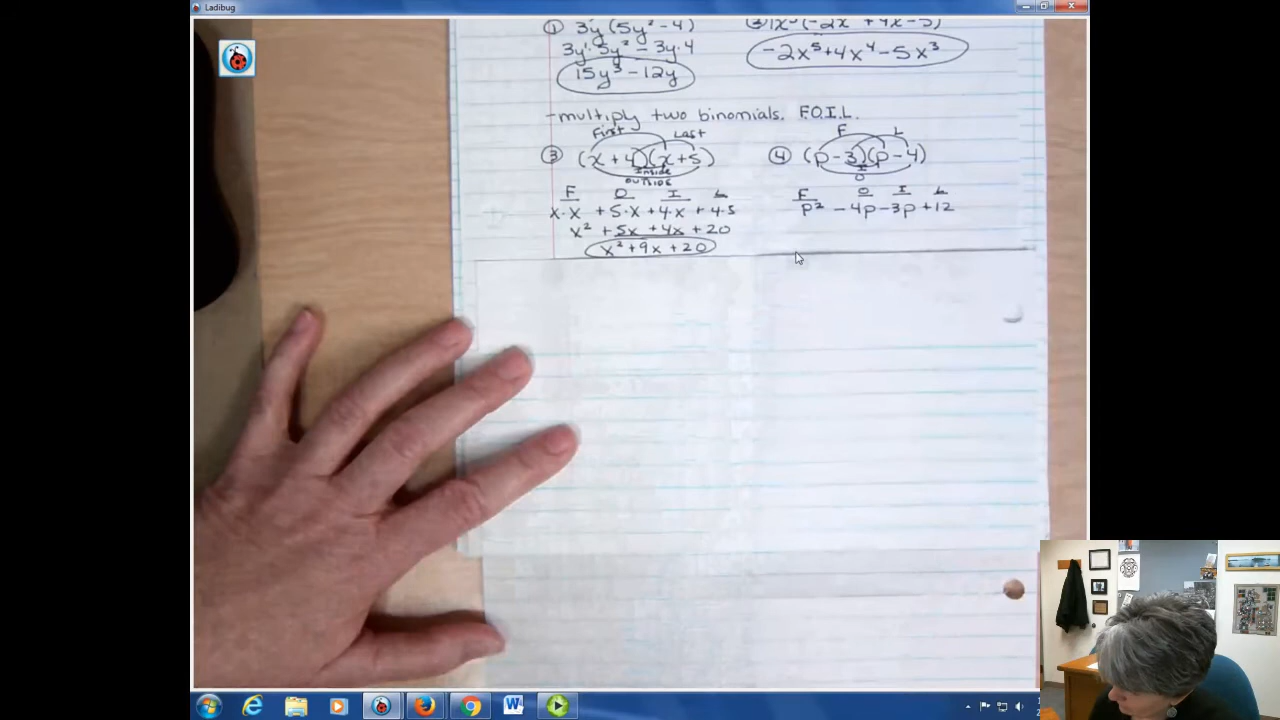 Ladibug
① 3y(5y² - 4)
3y · 5y² - 3y·4
15y³ - 12y
-2x⁵ + 4x⁴ - 5x³
- multiply two binomials. F.O.I.L.
First Last
③ (x + 4)(x + 5)
Inside
outside
F O I L
x·x + 5·x + 4·x + 4·5
x² + 5x + 4x + 20
x² + 9x + 20
F L
④ (p - 3)(p - 4)
I
O
F O I L
p² - 4p - 3p + 12